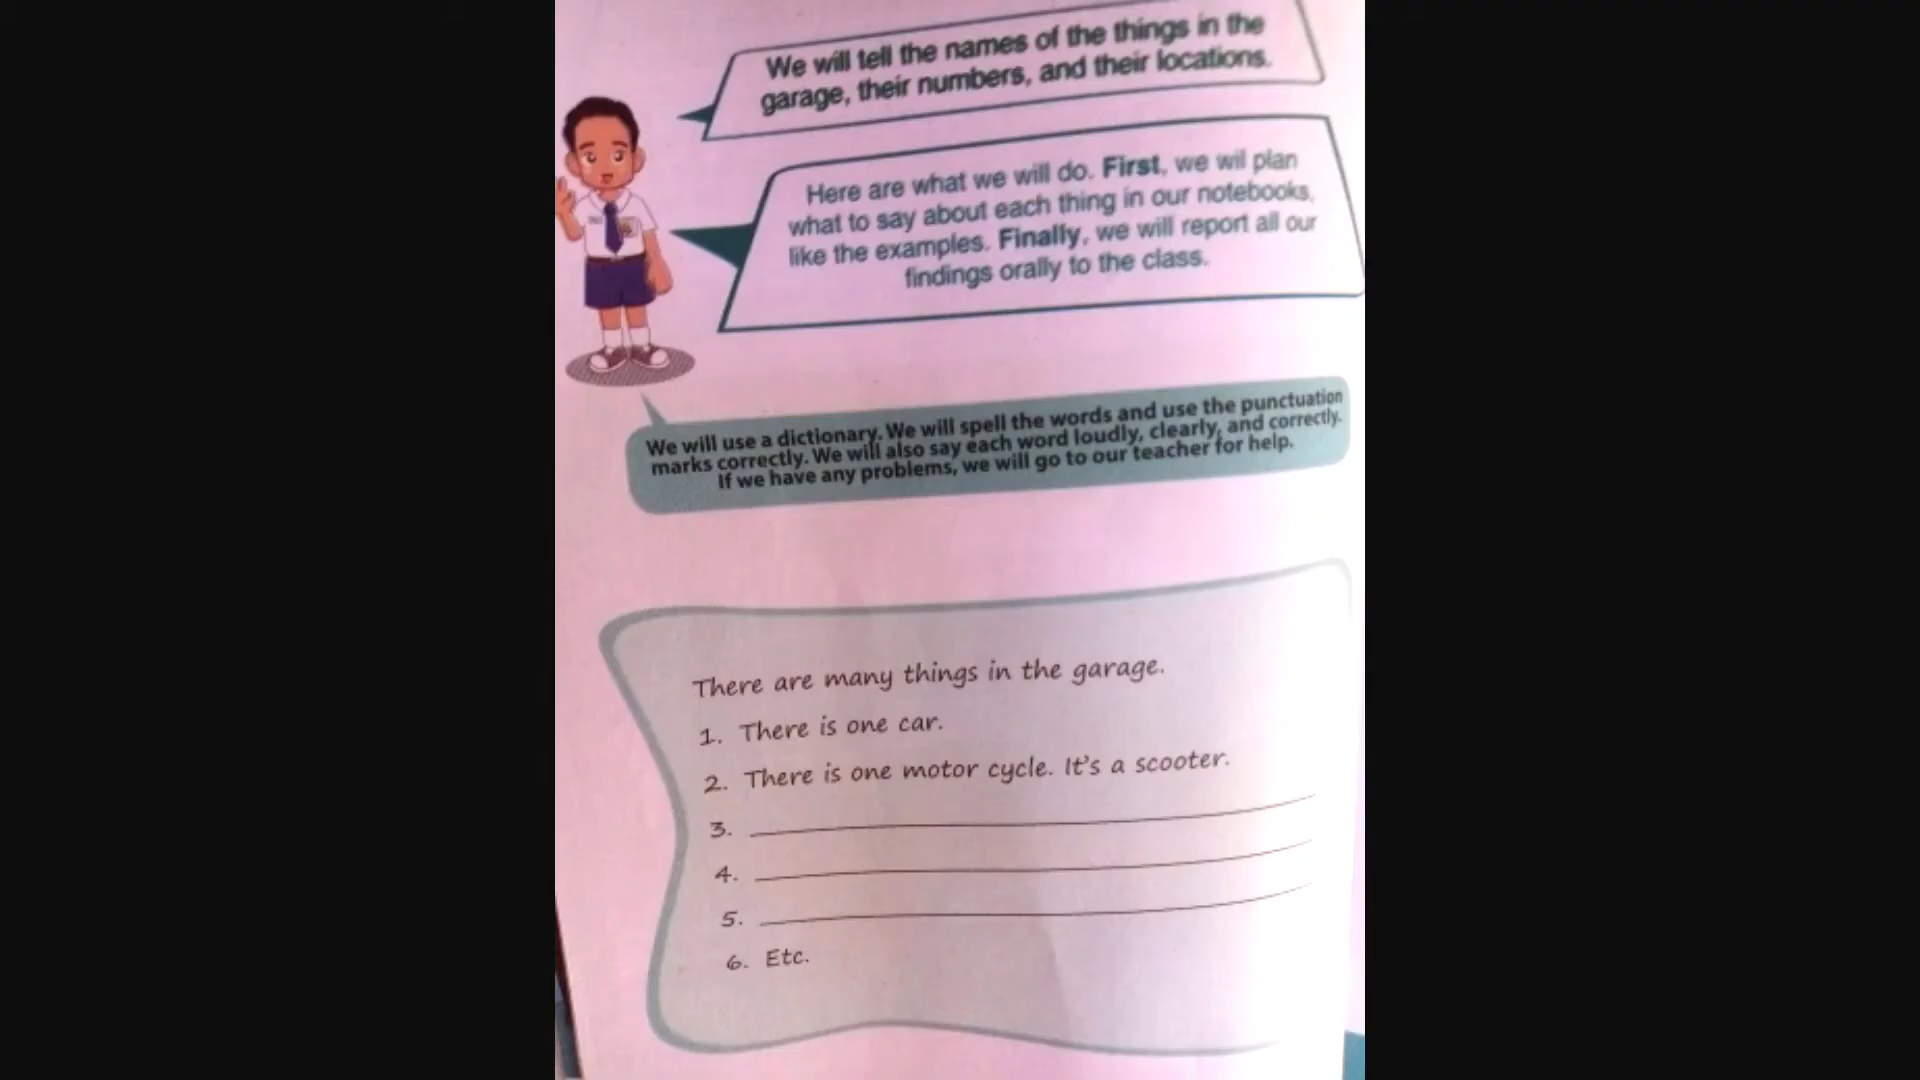 We will tell the names of the things in the
garage, their numbers, and their locations.
Here are what we will do. First, we wil plan
what to say about each thing in our notebooks,
like the examples. Finally, we will report all our
findings orally to the class.
We will use a dictionary. We will spell the words and use the punctuation
marks correctly. We will also say each word loudly, clearly, and correctly.
If we have any problems, we will go to our teacher for help.
There are many things in the garage.
1. There is one car.
2. There is one motor cycle. It's a scooter.
3.
4.
5.
6. Etc.